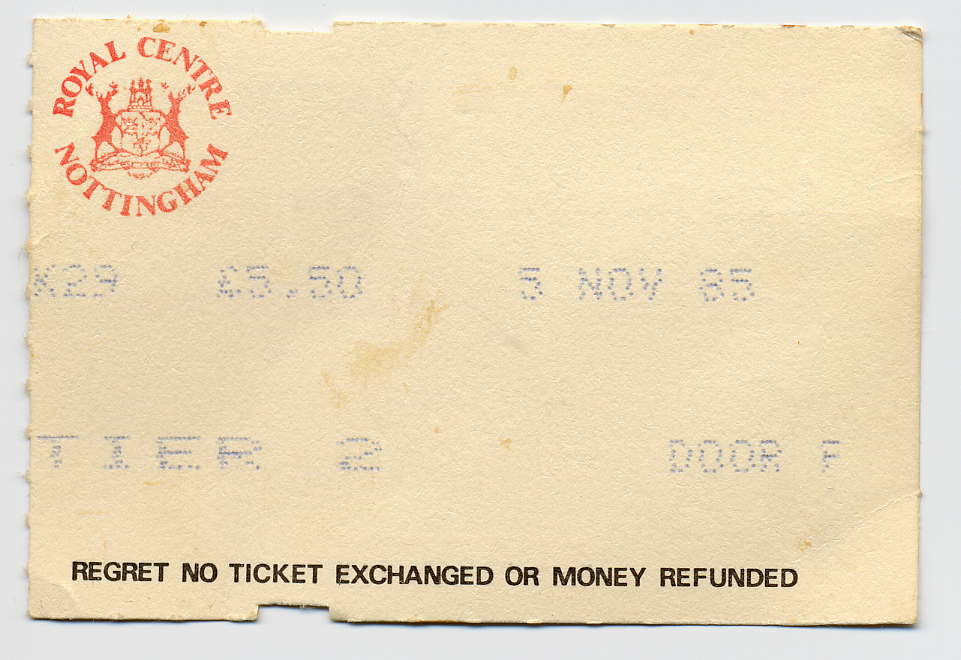 ROYAL CENTRE
NOTTINGHAM
K29 £5.50 5 NOV 85
TIER 2 DOOR F
REGRET NO TICKET EXCHANGED OR MONEY REFUNDED